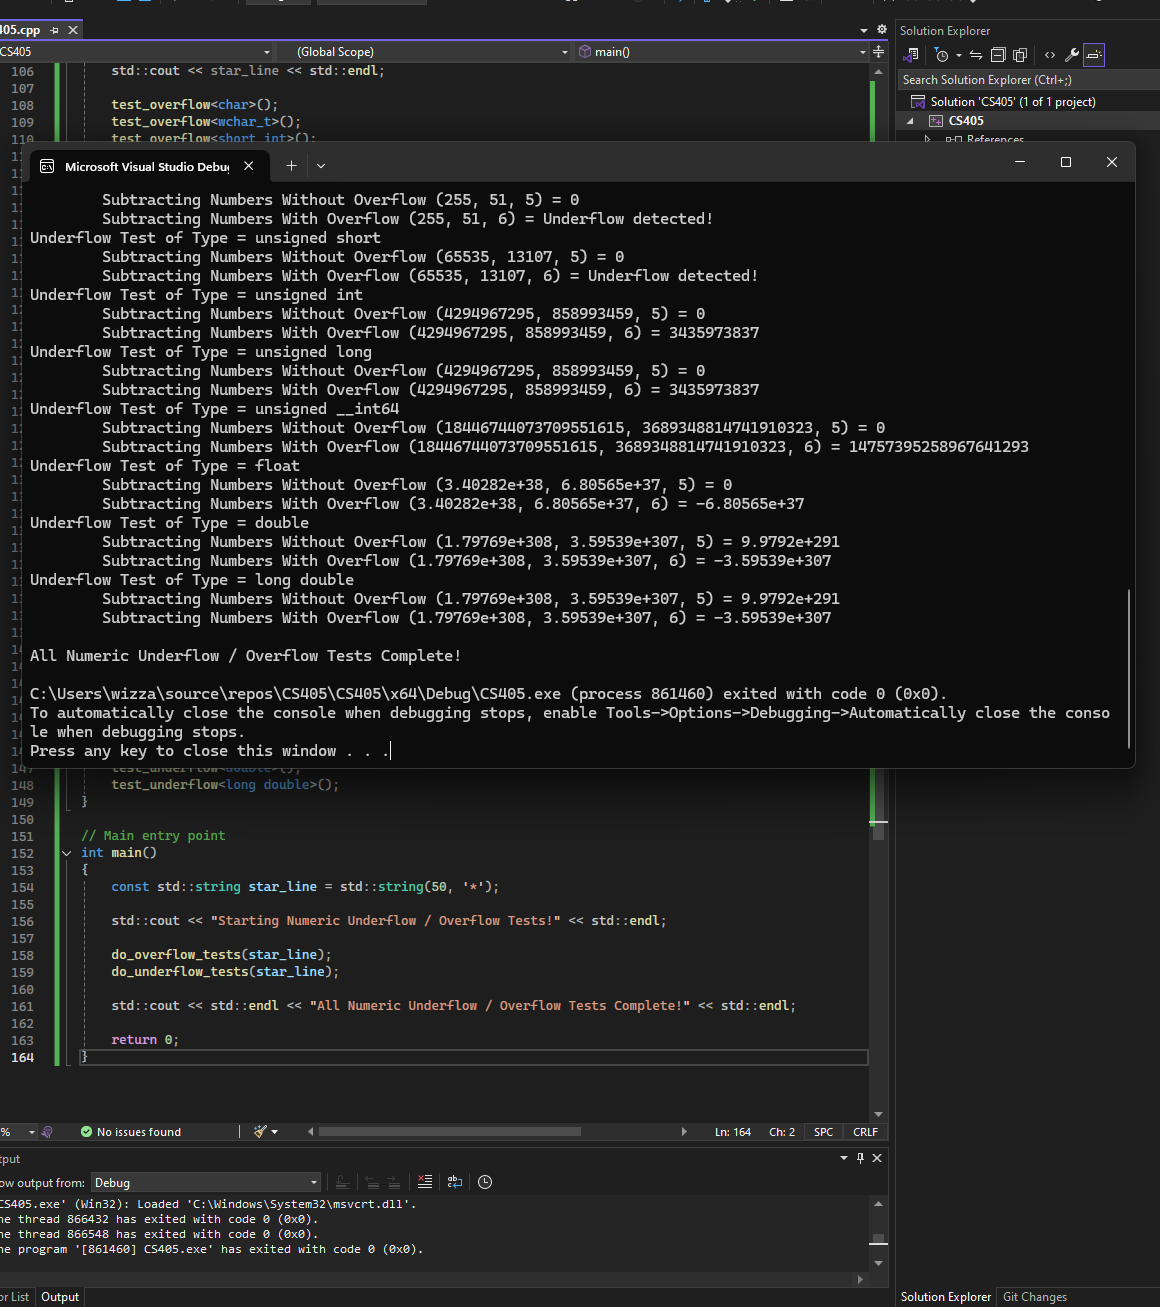 405.cpp
CS405
(Global Scope)
main()
106 std::cout << star_line << std::endl;
107
108 test_overflow<char>();
109 test_overflow<wchar_t>();
110 test_overflow<short int>();
Microsoft Visual Studio Debu
Subtracting Numbers Without Overflow (255, 51, 5) = 0
Subtracting Numbers With Overflow (255, 51, 6) = Underflow detected!
Underflow Test of Type = unsigned short
Subtracting Numbers Without Overflow (65535, 13107, 5) = 0
Subtracting Numbers With Overflow (65535, 13107, 6) = Underflow detected!
Underflow Test of Type = unsigned int
Subtracting Numbers Without Overflow (4294967295, 858993459, 5) = 0
Subtracting Numbers With Overflow (4294967295, 858993459, 6) = 3435973837
Underflow Test of Type = unsigned long
Subtracting Numbers Without Overflow (4294967295, 858993459, 5) = 0
Subtracting Numbers With Overflow (4294967295, 858993459, 6) = 3435973837
Underflow Test of Type = unsigned __int64
Subtracting Numbers Without Overflow (18446744073709551615, 3689348814741910323, 5) = 0
Subtracting Numbers With Overflow (18446744073709551615, 3689348814741910323, 6) = 14757395258967641293
Underflow Test of Type = float
Subtracting Numbers Without Overflow (3.40282e+38, 6.80565e+37, 5) = 0
Subtracting Numbers With Overflow (3.40282e+38, 6.80565e+37, 6) = -6.80565e+37
Underflow Test of Type = double
Subtracting Numbers Without Overflow (1.79769e+308, 3.59539e+307, 5) = 9.9792e+291
Subtracting Numbers With Overflow (1.79769e+308, 3.59539e+307, 6) = -3.59539e+307
Underflow Test of Type = long double
Subtracting Numbers Without Overflow (1.79769e+308, 3.59539e+307, 5) = 9.9792e+291
Subtracting Numbers With Overflow (1.79769e+308, 3.59539e+307, 6) = -3.59539e+307
All Numeric Underflow / Overflow Tests Complete!
C:\Users\wizza\source\repos\CS405\CS405\x64\Debug\CS405.exe (process 861460) exited with code 0 (0x0).
To automatically close the console when debugging stops, enable Tools->Options->Debugging->Automatically close the conso
le when debugging stops.
Press any key to close this window . . .
147 test_underflow<double>();
148 test_underflow<long double>();
149 }
150
151 // Main entry point
152 int main()
153 {
154 const std::string star_line = std::string(50, '*');
155
156 std::cout << "Starting Numeric Underflow / Overflow Tests!" << std::endl;
157
158 do_overflow_tests(star_line);
159 do_underflow_tests(star_line);
160
161 std::cout << std::endl << "All Numeric Underflow / Overflow Tests Complete!" << std::endl;
162
163 return 0;
164 }
% No issues found Ln: 164 Ch: 2 SPC CRLF
tput
ow output from: Debug
CS405.exe' (Win32): Loaded 'C:\Windows\System32\msvcrt.dll'.
he thread 866432 has exited with code 0 (0x0).
he thread 866548 has exited with code 0 (0x0).
he program '[861460] CS405.exe' has exited with code 0 (0x0).
or List Output
Solution Explorer
Search Solution Explorer (Ctrl+;)
Solution 'CS405' (1 of 1 project)
CS405
References
Solution Explorer Git Changes